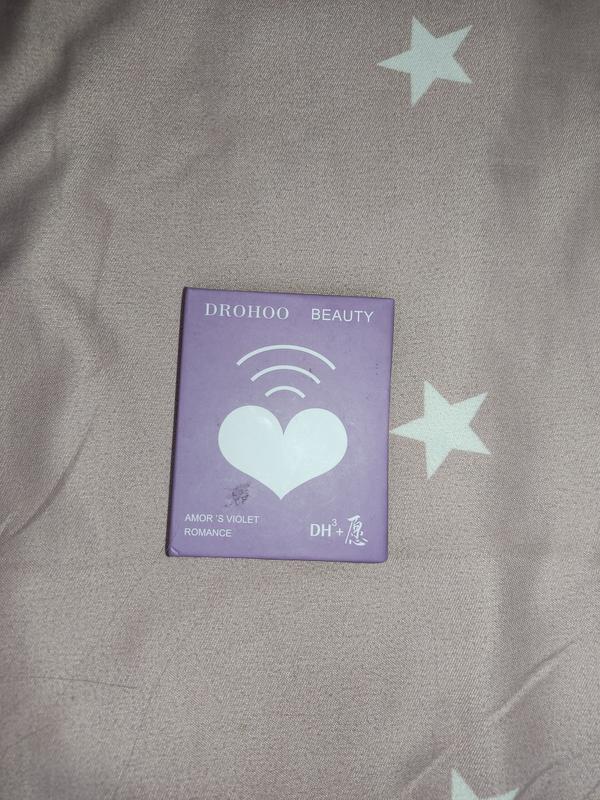 DROHOO BEAUTY
AMOR 'S VIOLET
ROMANCE
DH³+愿